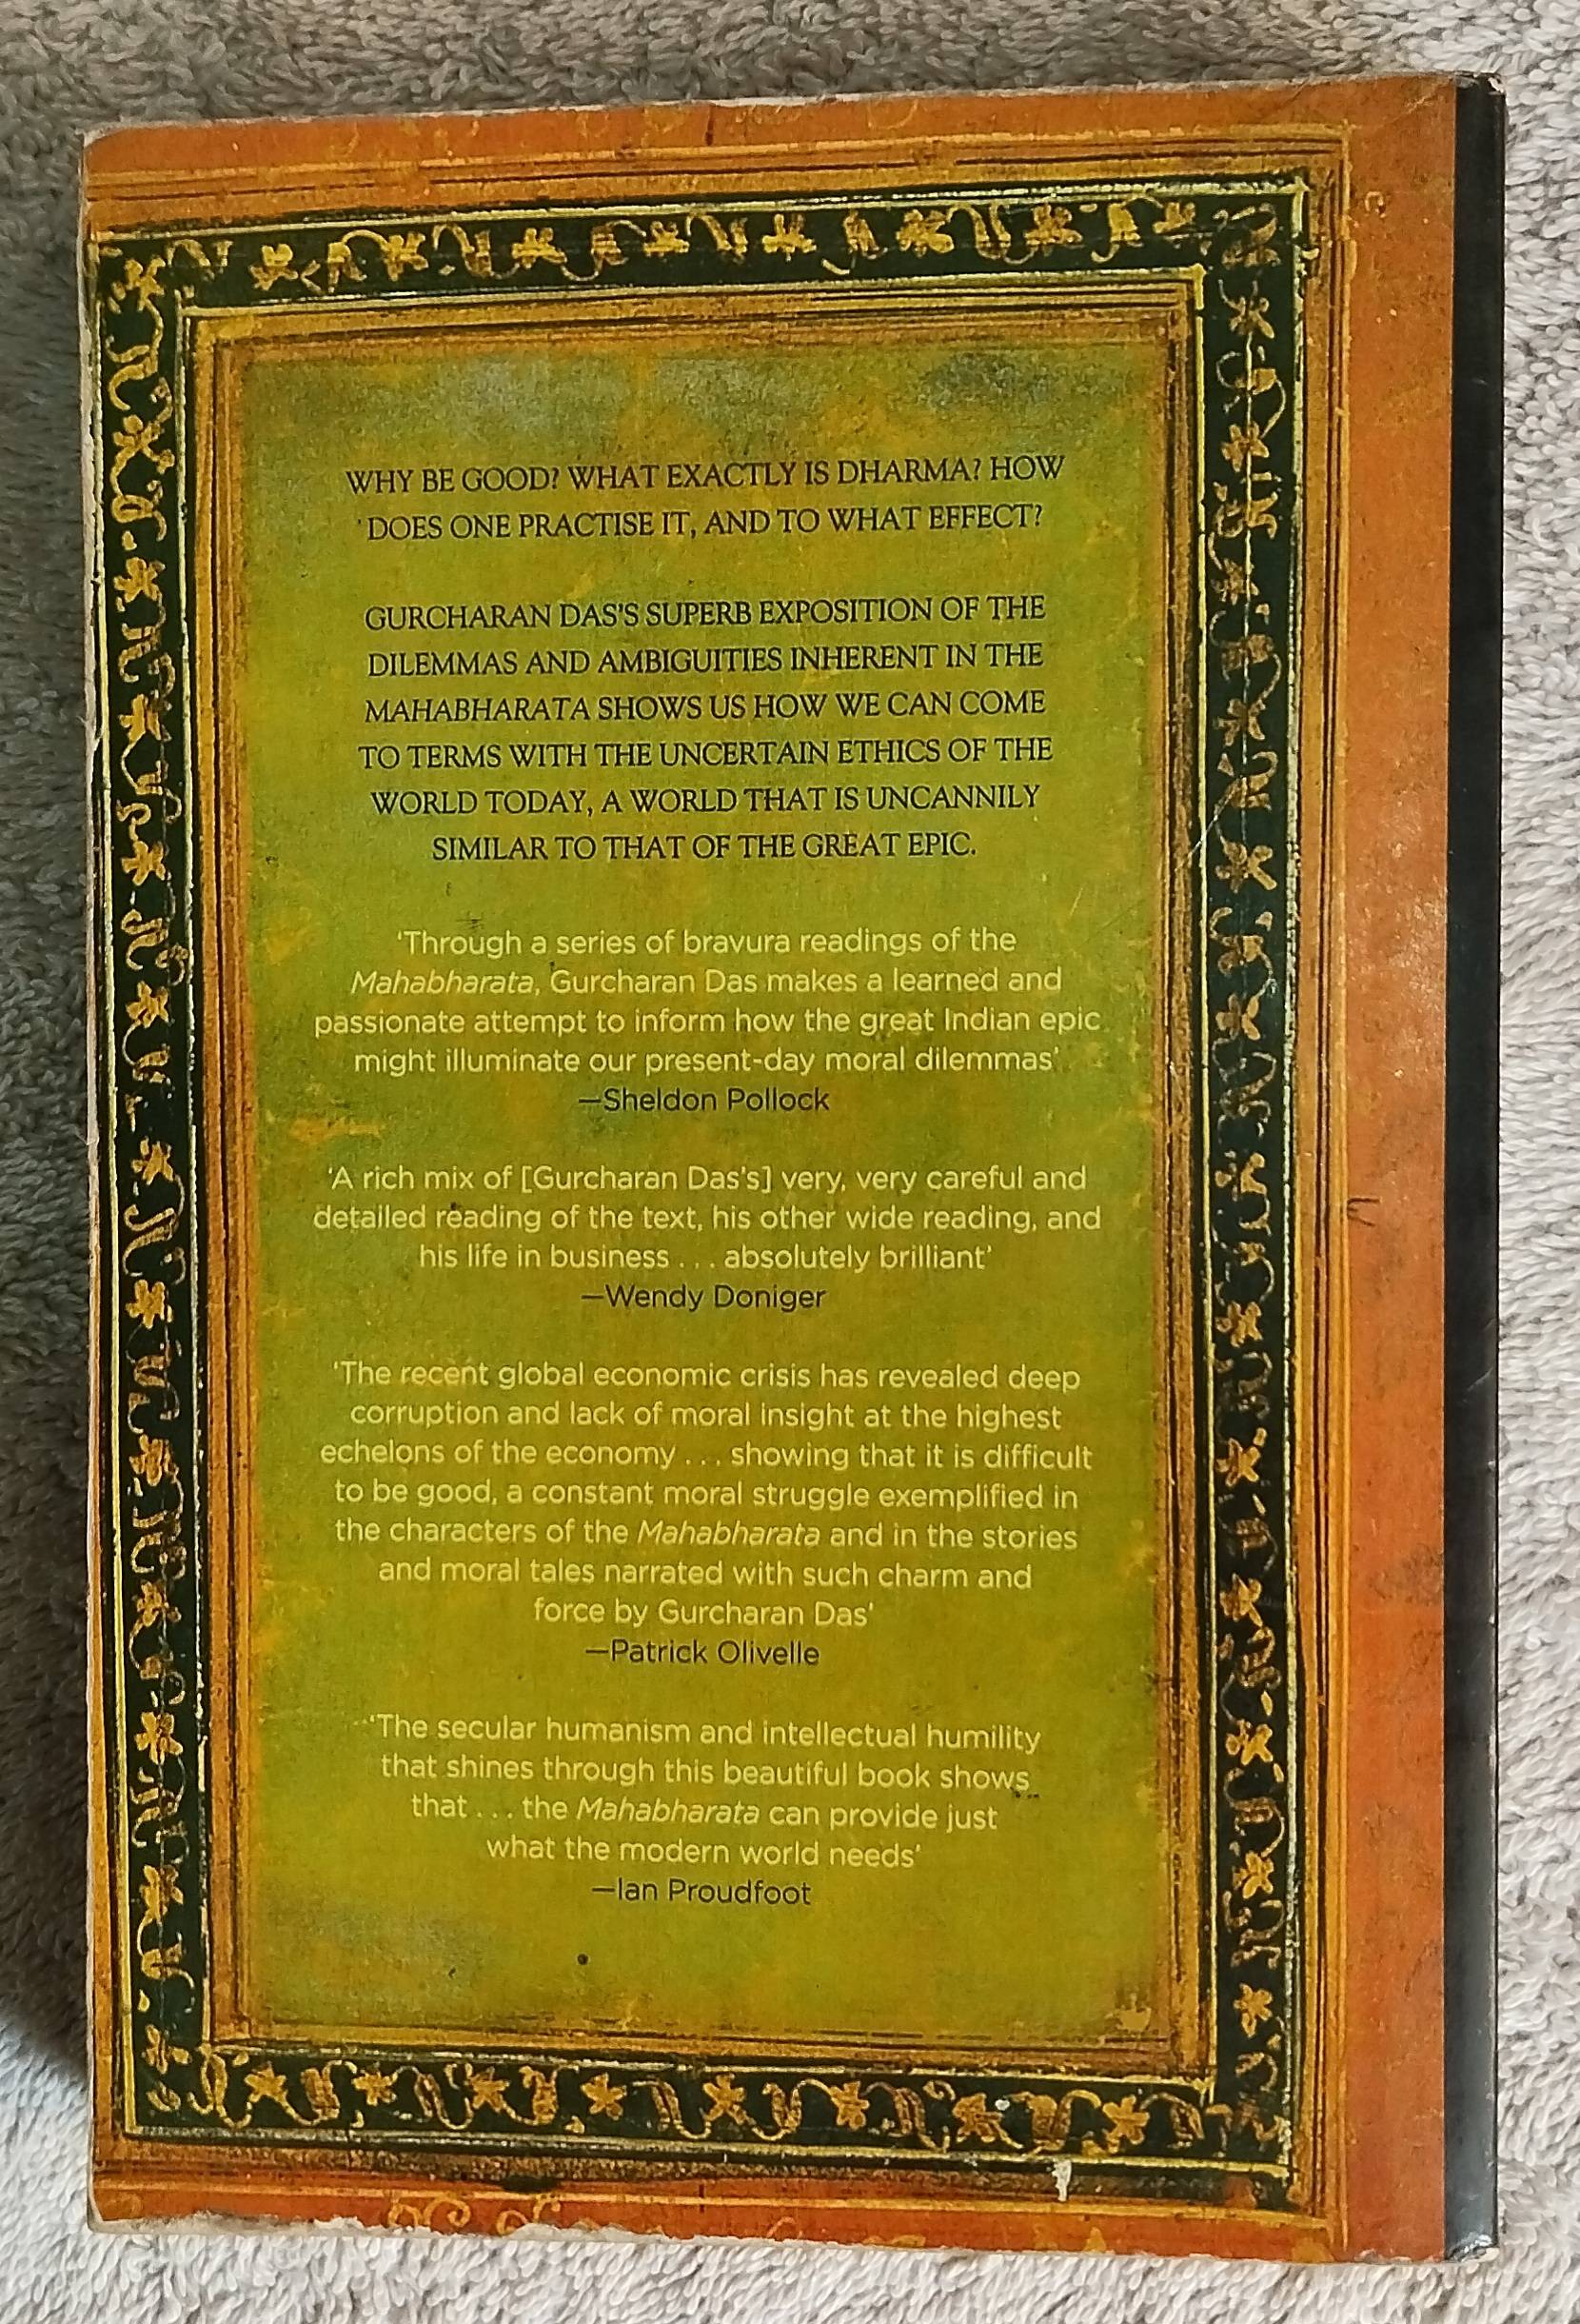 WHY BE GOOD? WHAT EXACTLY IS DHARMA? HOW
DOES ONE PRACTISE IT, AND TO WHAT EFFECT?
GURCHARAN DAS'S SUPERB EXPOSITION OF THE
DILEMMAS AND AMBIGUITIES INHERENT IN THE
MAHABHARATA SHOWS US HOW WE CAN COME
TO TERMS WITH THE UNCERTAIN ETHICS OF THE
WORLD TODAY, A WORLD THAT IS UNCANNILY
SIMILAR TO THAT OF THE GREAT EPIC.
'Through a series of bravura readings of the
Mahabharata, Gurcharan Das makes a learned and
passionate attempt to inform how the great Indian epic
might illuminate our present-day moral dilemmas'
—Sheldon Pollock
'A rich mix of [Gurcharan Das's] very, very careful and
detailed reading of the text, his other wide reading, and
his life in business . . . absolutely brilliant'
—Wendy Doniger
'The recent global economic crisis has revealed deep
corruption and lack of moral insight at the highest
echelons of the economy . . . showing that it is difficult
to be good, a constant moral struggle exemplified in
the characters of the Mahabharata and in the stories
and moral tales narrated with such charm and
force by Gurcharan Das'
—Patrick Olivelle
'The secular humanism and intellectual humility
that shines through this beautiful book shows
that . . . the Mahabharata can provide just
what the modern world needs'
—Ian Proudfoot